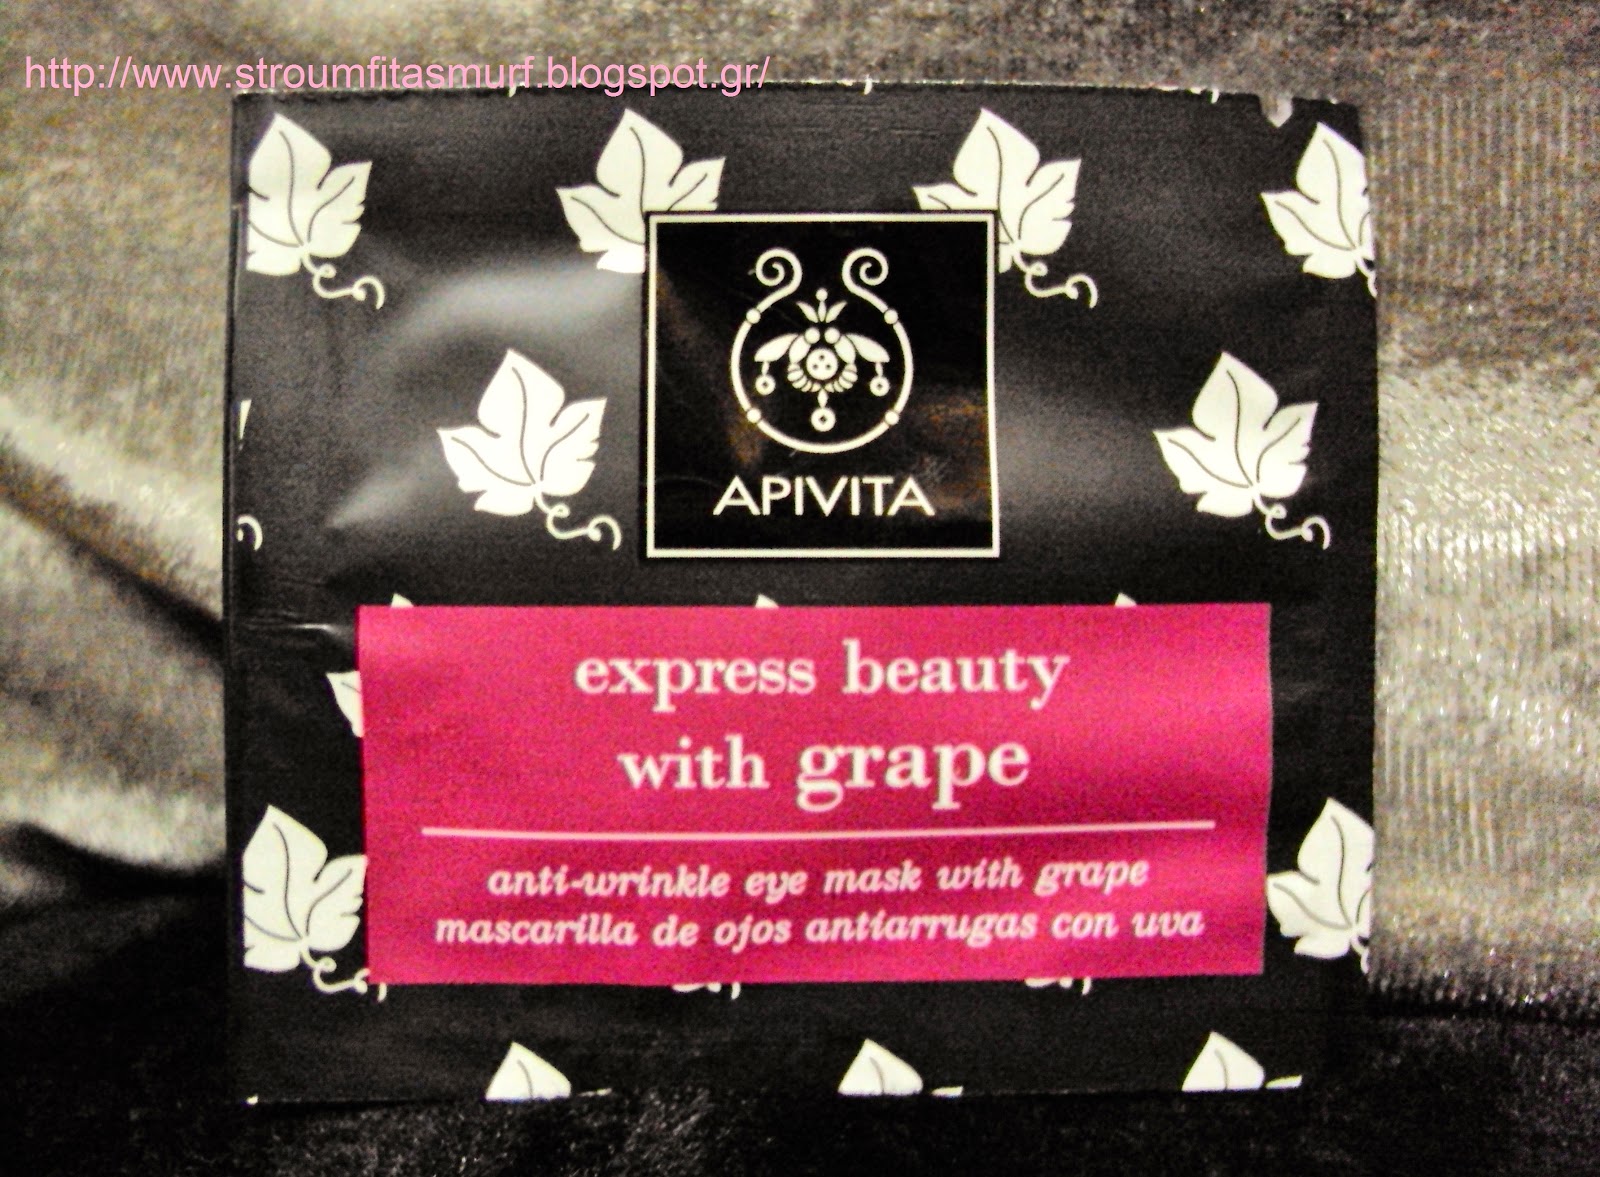 http://www.stroumfitasmurf.blogspot.gr/
APIVITA
express beauty
with grape
anti-wrinkle eye mask with grape
mascarilla de ojos antiarrugas con uva